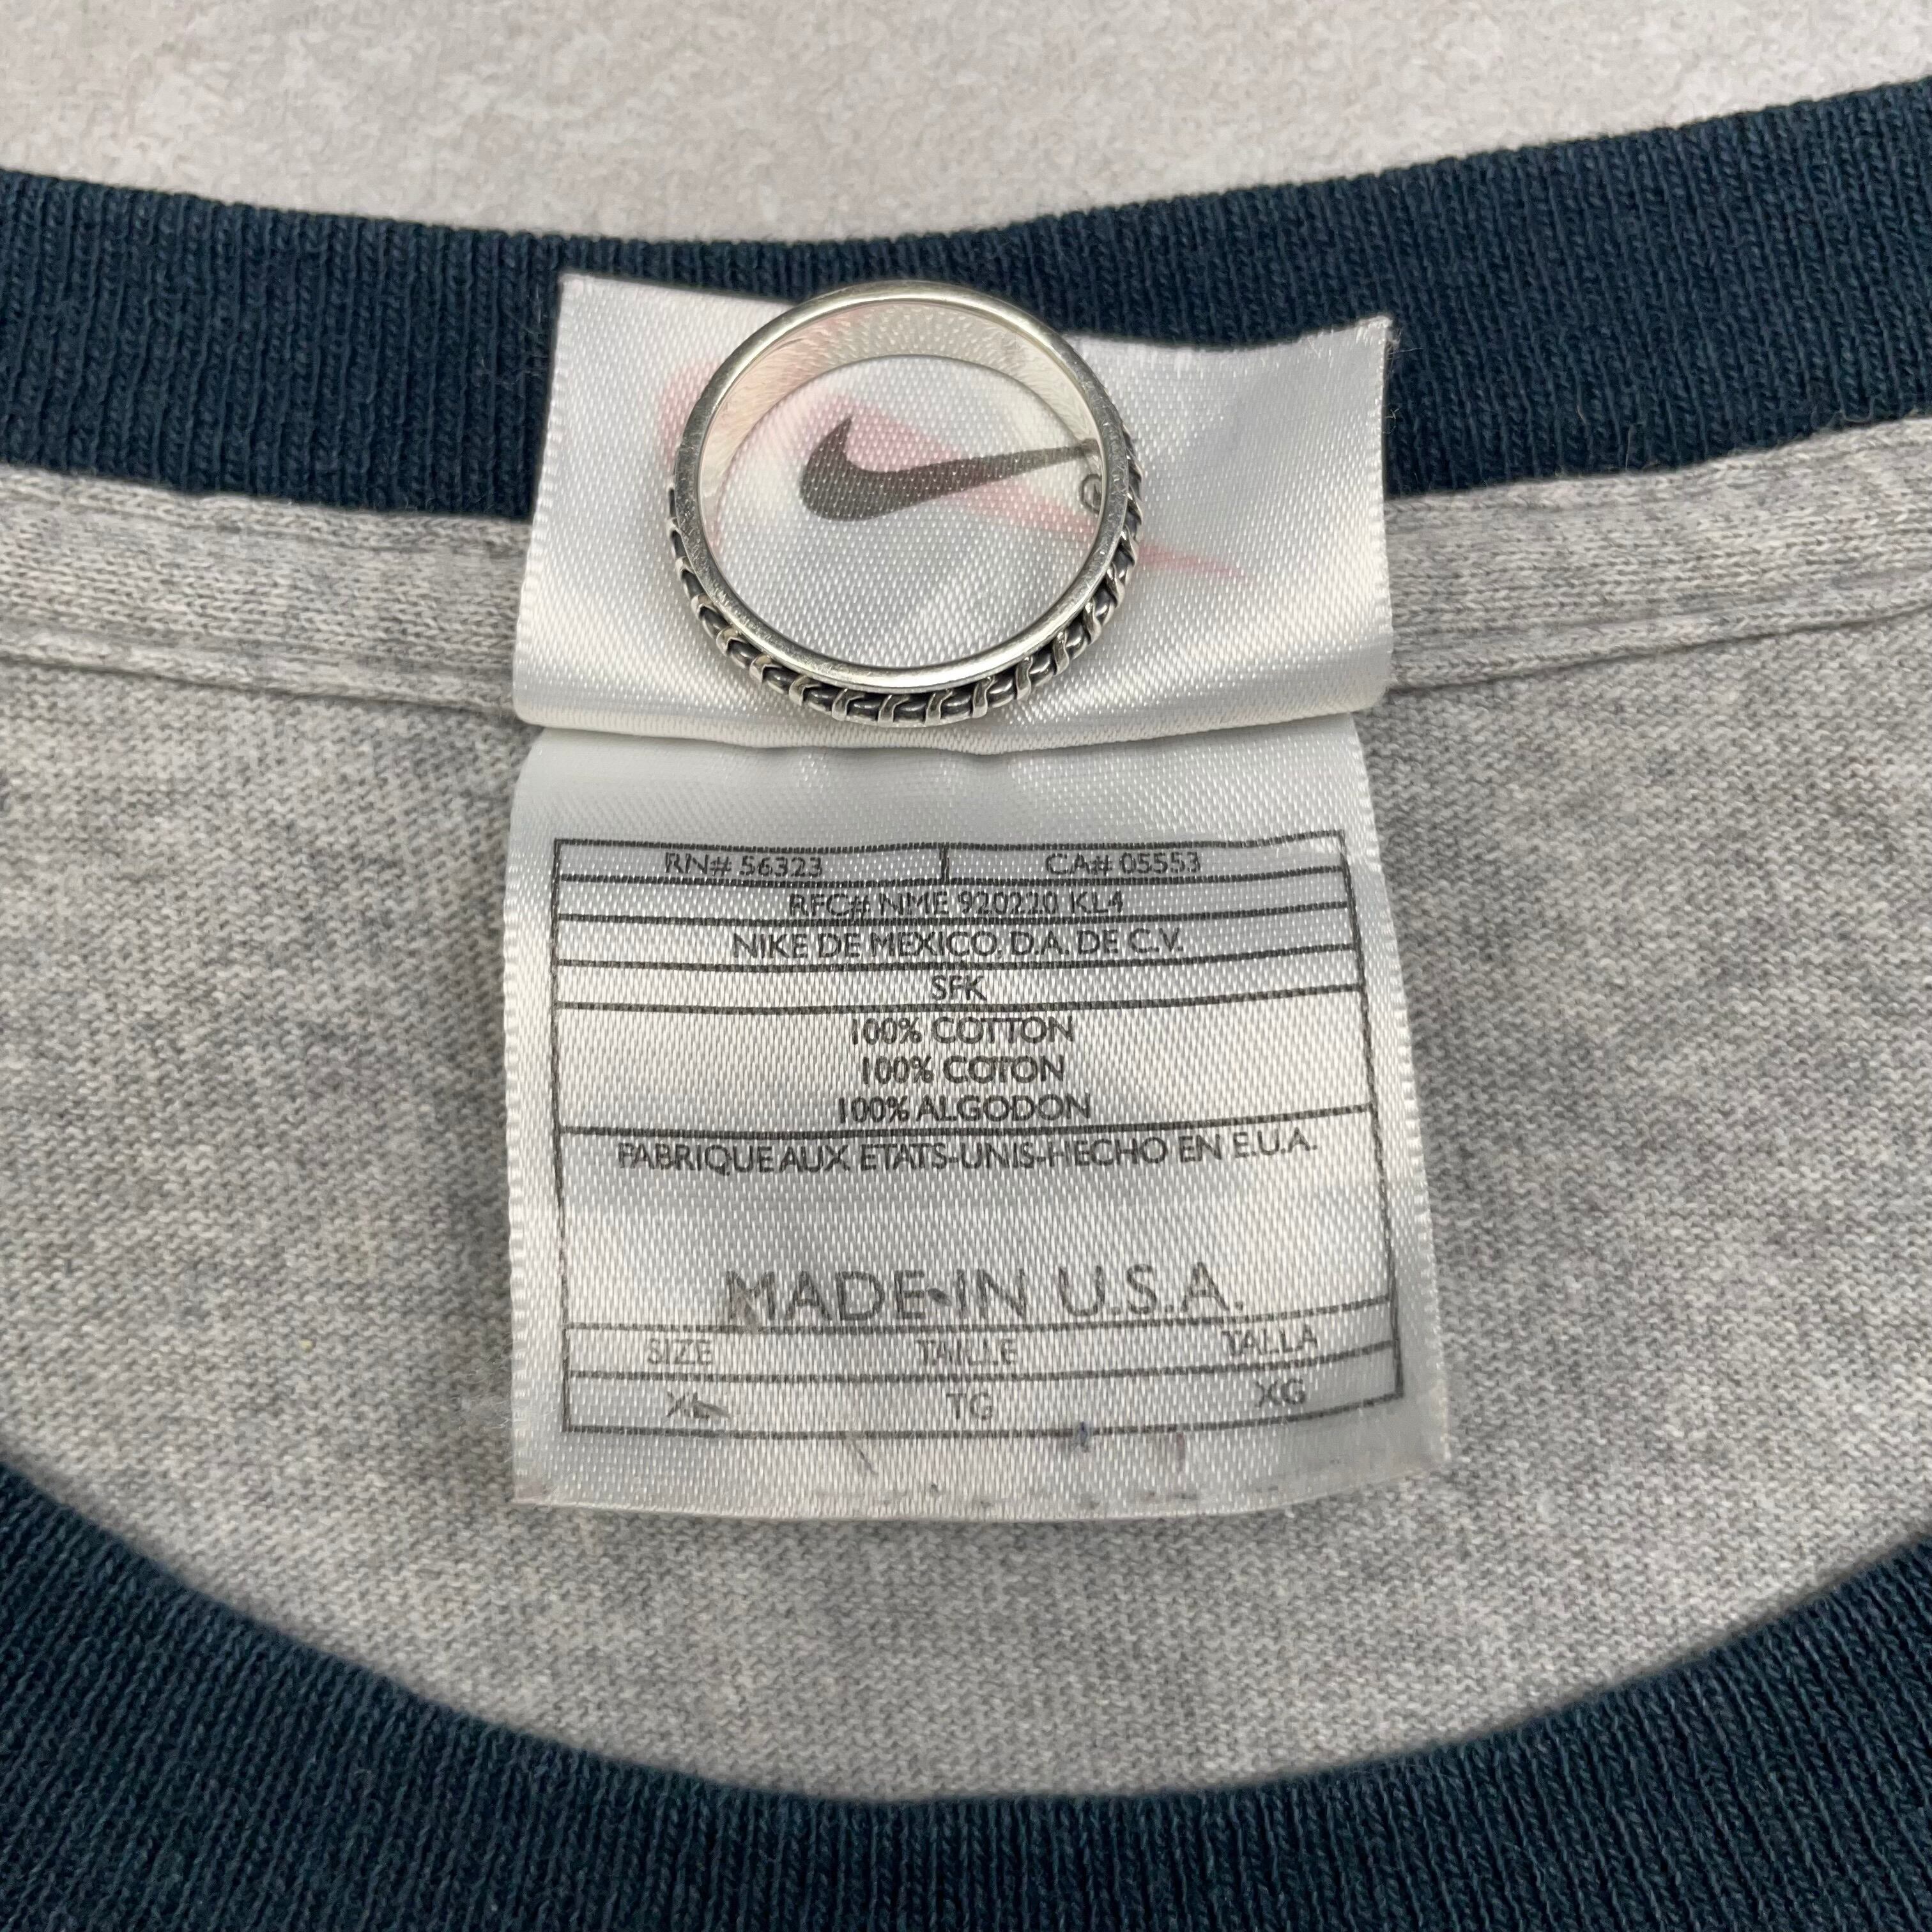 RN# 56323 CA# 05553
RFC# NME 920220 KL4
NIKE DE MEXICO, D.A. DE C.V.
SFK
100% COTTON
100% COTON
100% ALGODON
FABRIQUE AUX ETATS-UNIS-HECHO EN E.U.A.
MADE IN U.S.A.
SIZE TAILLE TALLA
XL TG XG